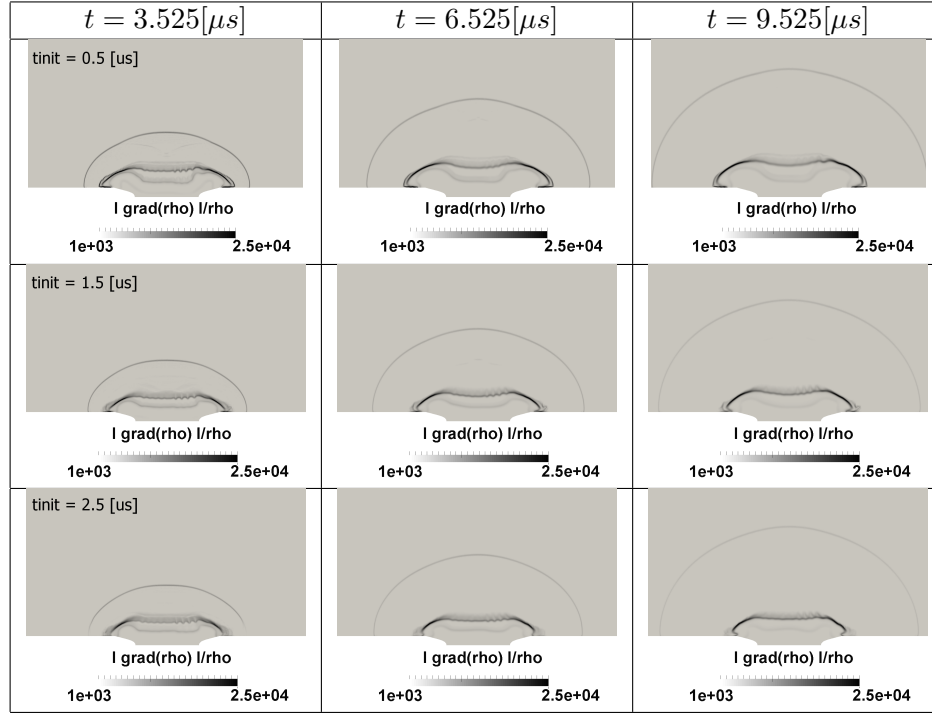 t = 3.525[μs] t = 6.525[μs] t = 9.525[μs]
tinit = 0.5 [us]
I grad(rho) I/rho I grad(rho) I/rho I grad(rho) I/rho
1e+03 2.5e+04 1e+03 2.5e+04 1e+03 2.5e+04
tinit = 1.5 [us]
I grad(rho) I/rho I grad(rho) I/rho I grad(rho) I/rho
1e+03 2.5e+04 1e+03 2.5e+04 1e+03 2.5e+04
tinit = 2.5 [us]
I grad(rho) I/rho I grad(rho) I/rho I grad(rho) I/rho
1e+03 2.5e+04 1e+03 2.5e+04 1e+03 2.5e+04